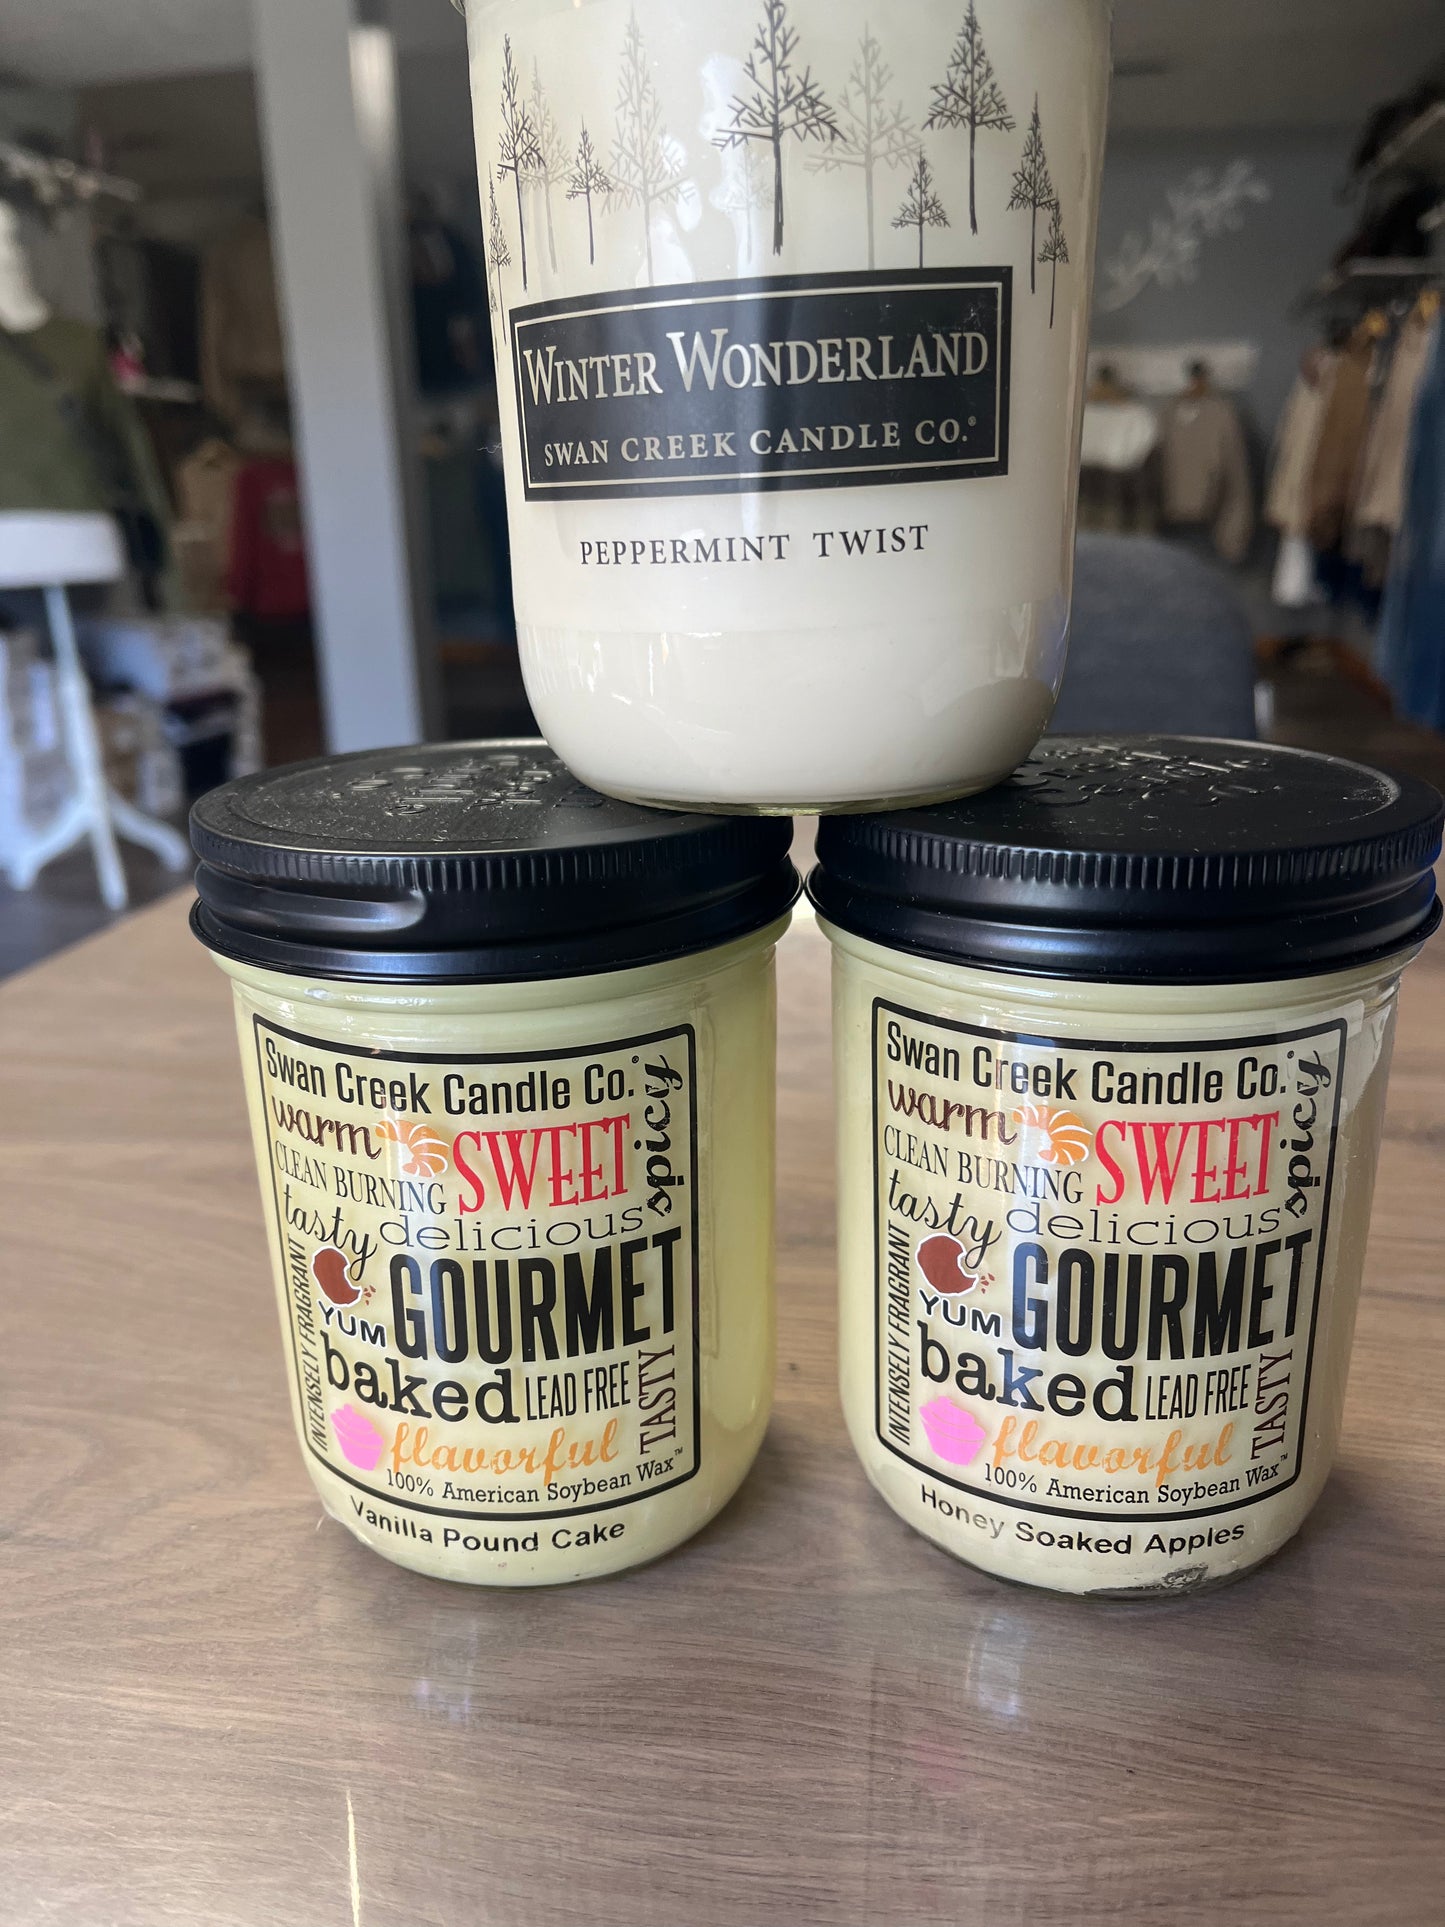 WINTER WONDERLAND
SWAN CREEK CANDLE CO.®
PEPPERMINT TWIST
Swan Creek Candle Co.®
warm SWEET spicy
CLEAN BURNING
tasty delicious
INTENSELY FRAGRANT
YUM GOURMET
baked LEAD FREE TASTY
flavorful
100% American Soybean Wax™
Vanilla Pound Cake
Swan Creek Candle Co.®
warm SWEET spicy
CLEAN BURNING
tasty delicious
INTENSELY FRAGRANT
YUM GOURMET
baked LEAD FREE TASTY
flavorful
100% American Soybean Wax™
Honey Soaked Apples